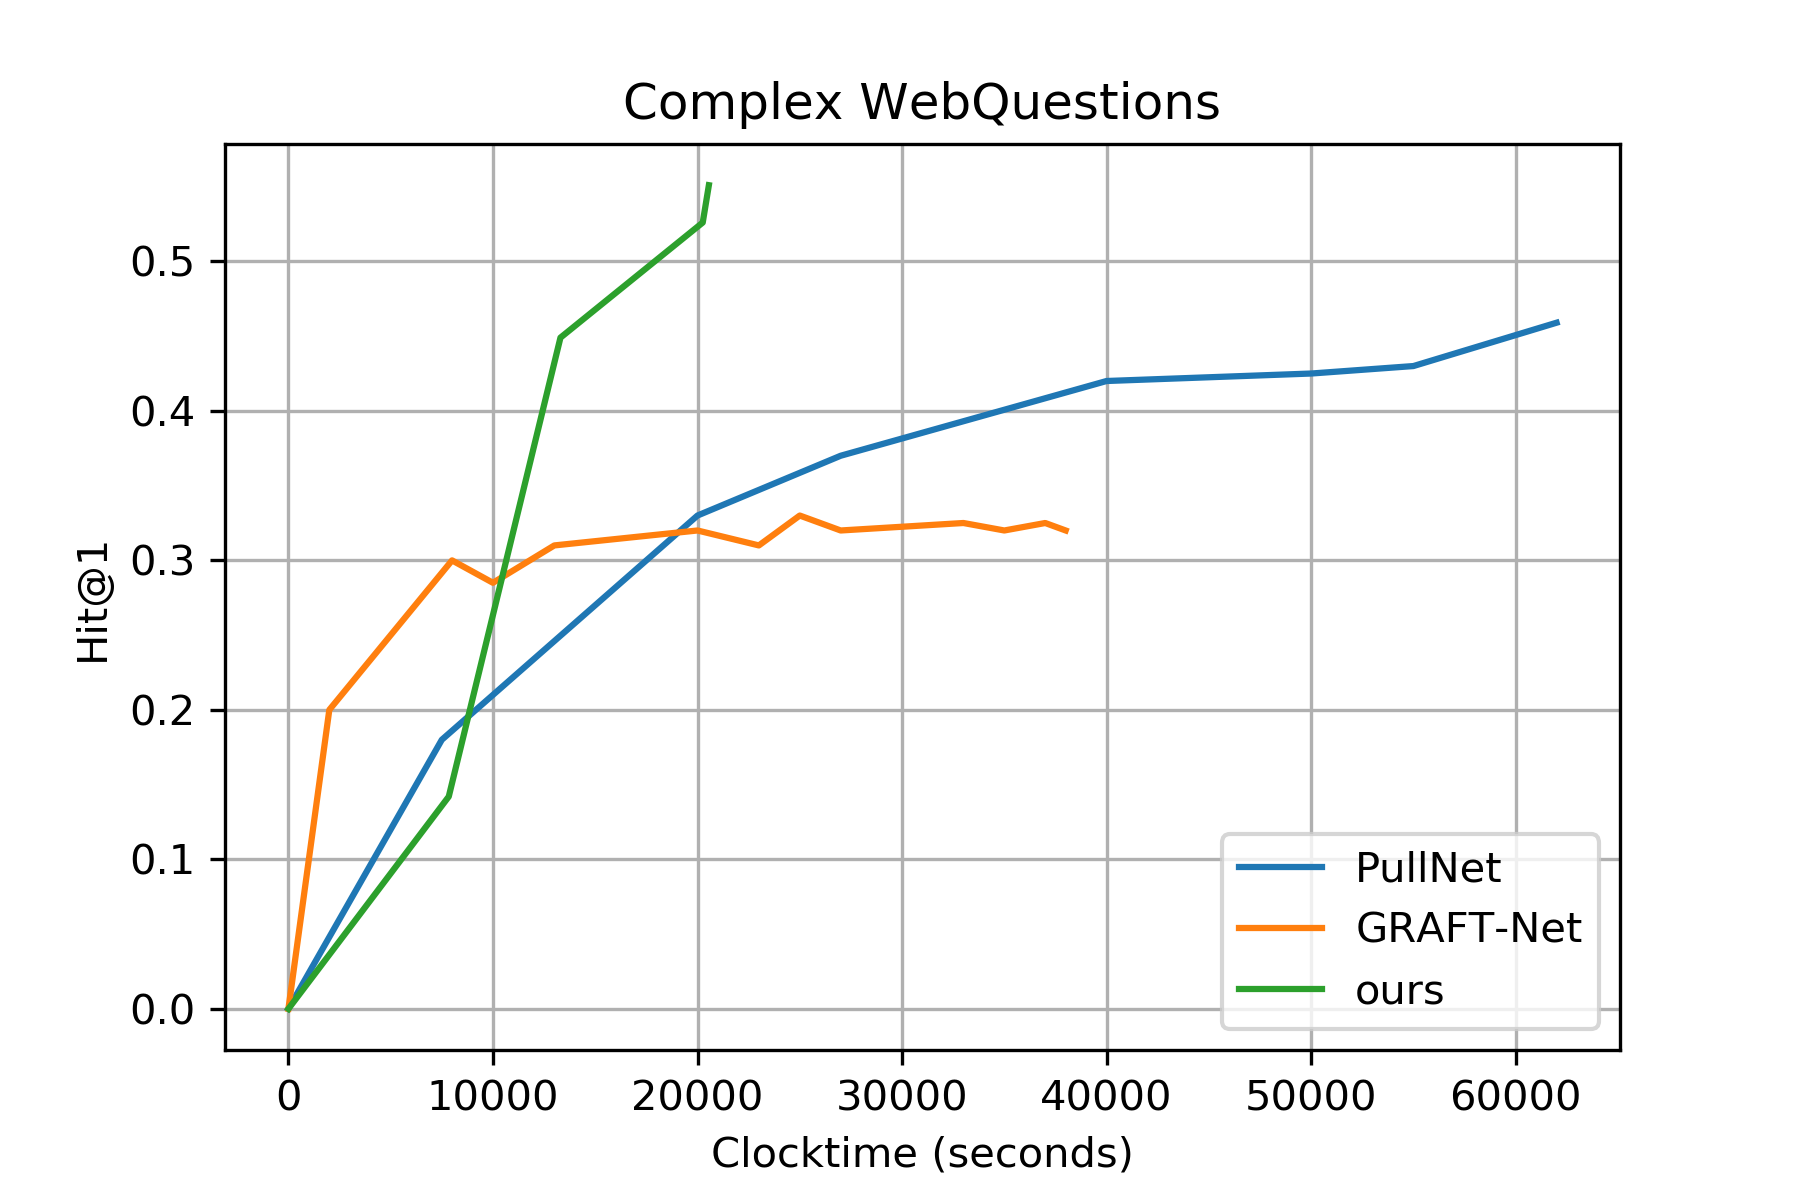 Complex WebQuestions
Hit@1
0.5
0.4
0.3
0.2
0.1
0.0
PullNet
GRAFT-Net
ours
0 10000 20000 30000 40000 50000 60000
Clocktime (seconds)